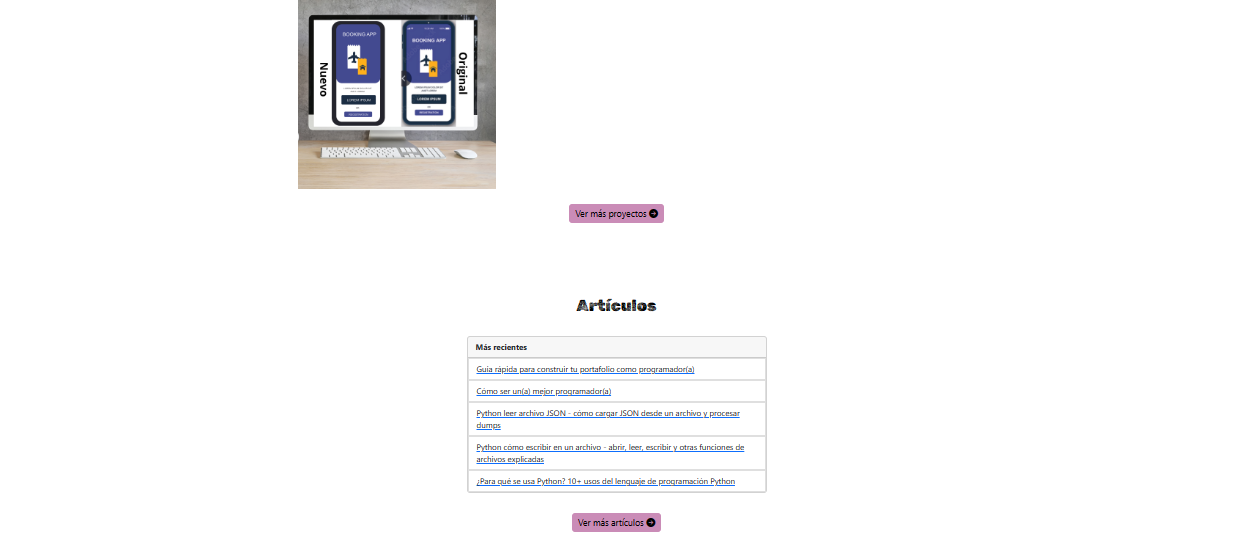 Nuevo
BOOKING APP
LOREM IPSUM
BOOKING APP
LOREM IPSUM
Original
Ver más proyectos
Artículos
Más recientes
Guía rápida para construir tu portafolio como programador(a)
Cómo ser un(a) mejor programador(a)
Python leer archivo JSON - cómo cargar JSON desde un archivo y procesar
dumps
Python cómo escribir en un archivo - abrir, leer, escribir y otras funciones de
archivos explicadas
¿Para qué se usa Python? 10+ usos del lenguaje de programación Python
Ver más artículos